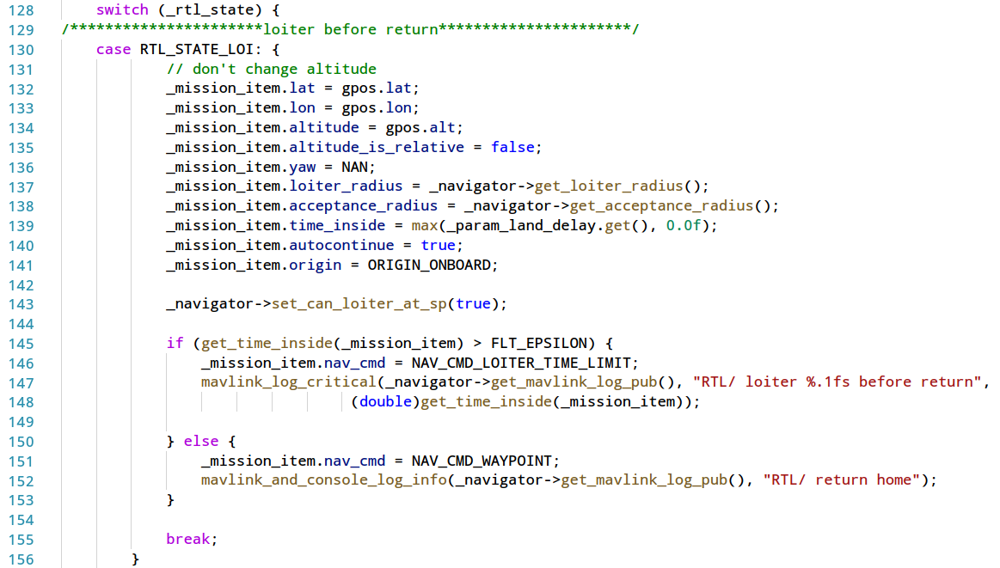 128 switch (_rtl_state) {
129 /**********************loiter before return**********************/
130 case RTL_STATE_LOI: {
131 // don't change altitude
132 _mission_item.lat = gpos.lat;
133 _mission_item.lon = gpos.lon;
134 _mission_item.altitude = gpos.alt;
135 _mission_item.altitude_is_relative = false;
136 _mission_item.yaw = NAN;
137 _mission_item.loiter_radius = _navigator->get_loiter_radius();
138 _mission_item.acceptance_radius = _navigator->get_acceptance_radius();
139 _mission_item.time_inside = max(_param_land_delay.get(), 0.0f);
140 _mission_item.autocontinue = true;
141 _mission_item.origin = ORIGIN_ONBOARD;
142
143 _navigator->set_can_loiter_at_sp(true);
144
145 if (get_time_inside(_mission_item) > FLT_EPSILON) {
146 _mission_item.nav_cmd = NAV_CMD_LOITER_TIME_LIMIT;
147 mavlink_log_critical(_navigator->get_mavlink_log_pub(), "RTL/ loiter %.1fs before return",
148 (double)get_time_inside(_mission_item));
149
150 } else {
151 _mission_item.nav_cmd = NAV_CMD_WAYPOINT;
152 mavlink_and_console_log_info(_navigator->get_mavlink_log_pub(), "RTL/ return home");
153 }
154
155 break;
156 }